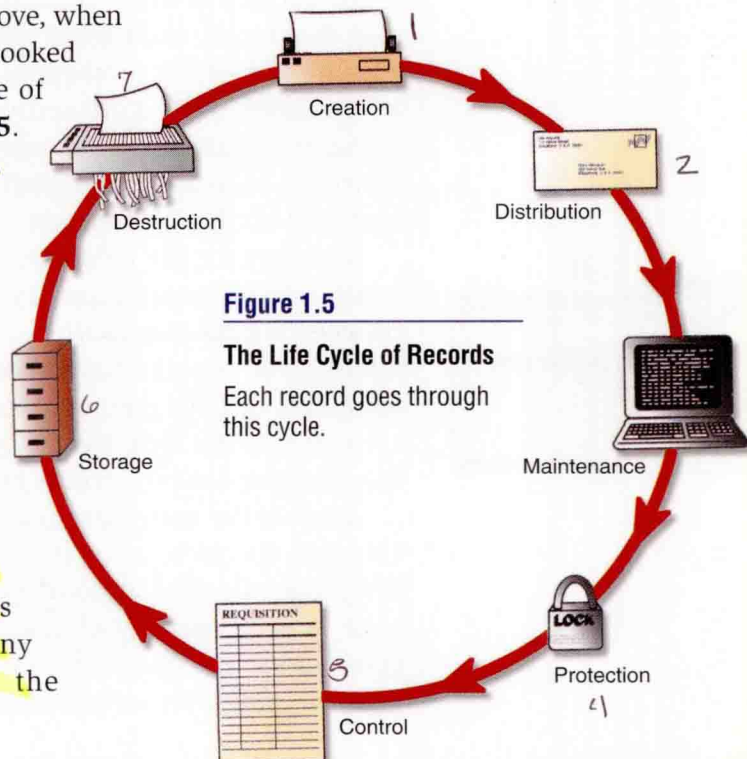 ove, when
ooked
e of
5.
1
Creation
2
Distribution
Maintenance
LOCK
Protection
4
REQUISITION
5
Control
6
Storage
7
Destruction
Figure 1.5
The Life Cycle of Records
Each record goes through
this cycle.
s
ny
the